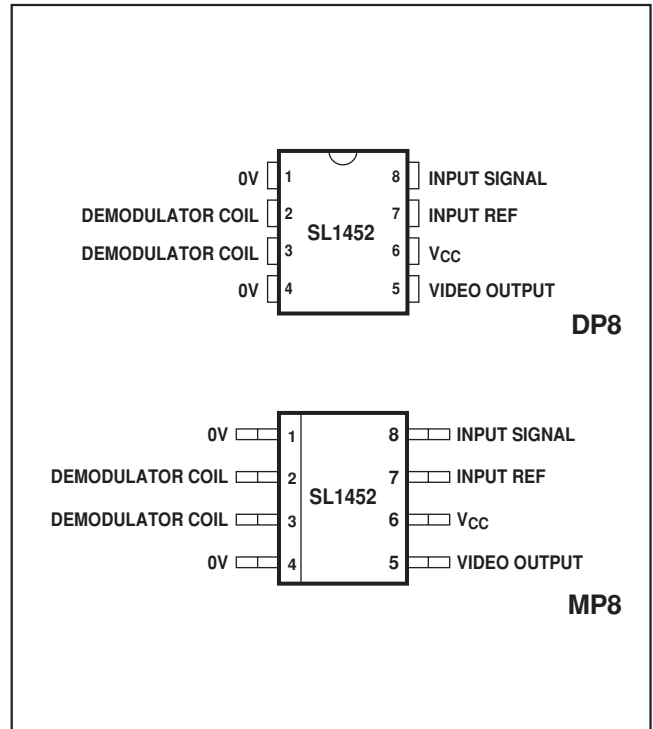 0V 1 8 INPUT SIGNAL
DEMODULATOR COIL 2 7 INPUT REF
SL1452
DEMODULATOR COIL 3 6 VCC
0V 4 5 VIDEO OUTPUT
DP8
0V 1 8 INPUT SIGNAL
DEMODULATOR COIL 2 7 INPUT REF
SL1452
DEMODULATOR COIL 3 6 VCC
0V 4 5 VIDEO OUTPUT
MP8